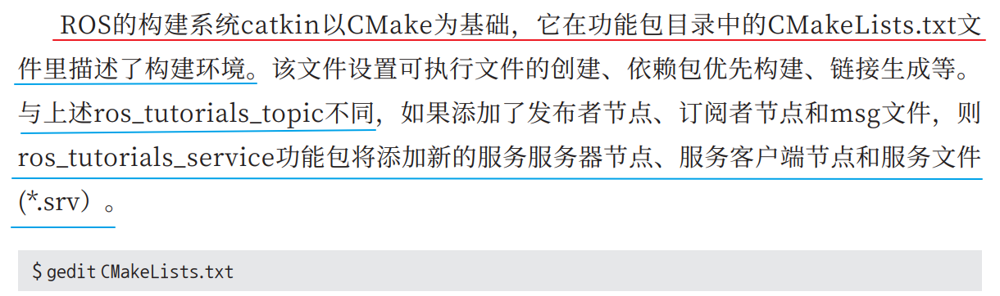 ROS的构建系统catkin以CMake为基础，它在功能包目录中的CMakeLists.txt文
件里描述了构建环境。该文件设置可执行文件的创建、依赖包优先构建、链接生成等。
与上述ros_tutorials_topic不同，如果添加了发布者节点、订阅者节点和msg文件，则
ros_tutorials_service功能包将添加新的服务服务器节点、服务客户端节点和服务文件
(*.srv）。
$ gedit CMakeLists.txt